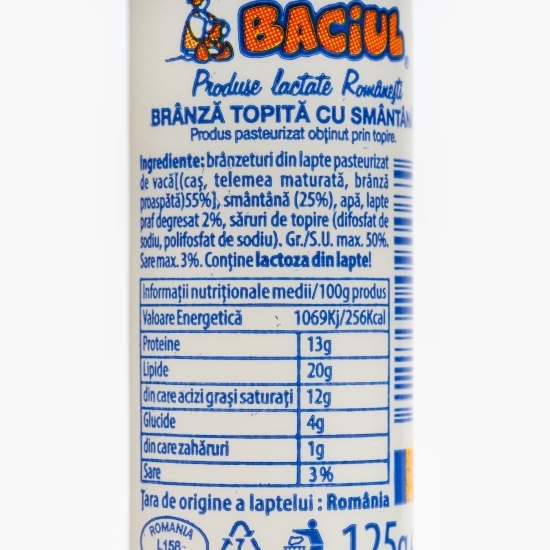 BACIUL
®
Produse lactate Românești
BRÂNZĂ TOPITĂ CU SMÂNTÂN
Produs pasteurizat obținut prin topire.
Ingrediente: brânzeturi din lapte pasteurizat
de vacă[(caș, telemea maturată, brânză
proaspătă)55%], smântână (25%), apă, lapte
praf degresat 2%, săruri de topire (difosfat de
sodiu, polifosfat de sodiu). Gr./S.U. max. 50%.
Sare max. 3%. Conține lactoza din lapte!
Informații nutriționale medii/100g produs
Valoare Energetică 1069Kj/256Kcal
Proteine 13g
Lipide 20g
din care acizi grași saturați 12g
Glucide 4g
din care zahăruri 1g
Sare 3%
Țara de origine a laptelui : România
ROMANIA
L158
7
125g